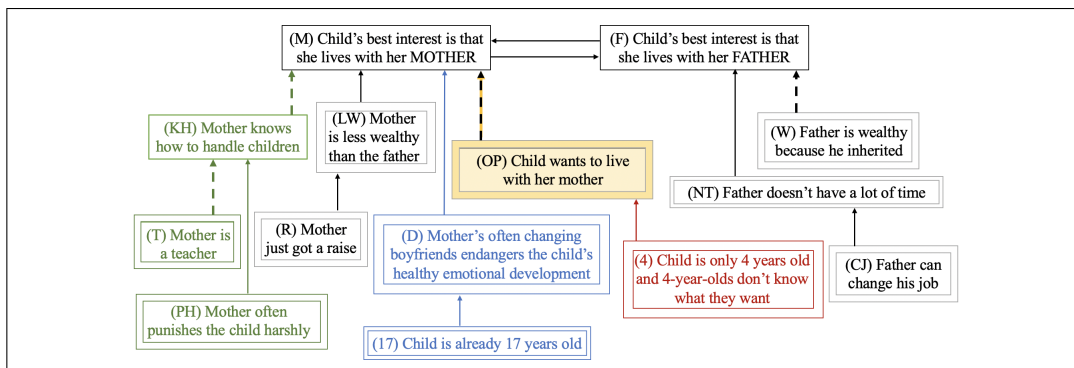 (M) Child’s best interest is that
she lives with her MOTHER
(F) Child’s best interest is that
she lives with her FATHER
(KH) Mother knows
how to handle children
(LW) Mother
is less wealthy
than the father
(OP) Child wants to live
with her mother
(W) Father is wealthy
because he inherited
(NT) Father doesn’t have a lot of time
(T) Mother is
a teacher
(R) Mother
just got a raise
(D) Mother’s often changing
boyfriends endangers the child’s
healthy emotional development
(4) Child is only 4 years old
and 4-year-olds don’t know
what they want
(CJ) Father can
change his job
(PH) Mother often
punishes the child harshly
(17) Child is already 17 years old